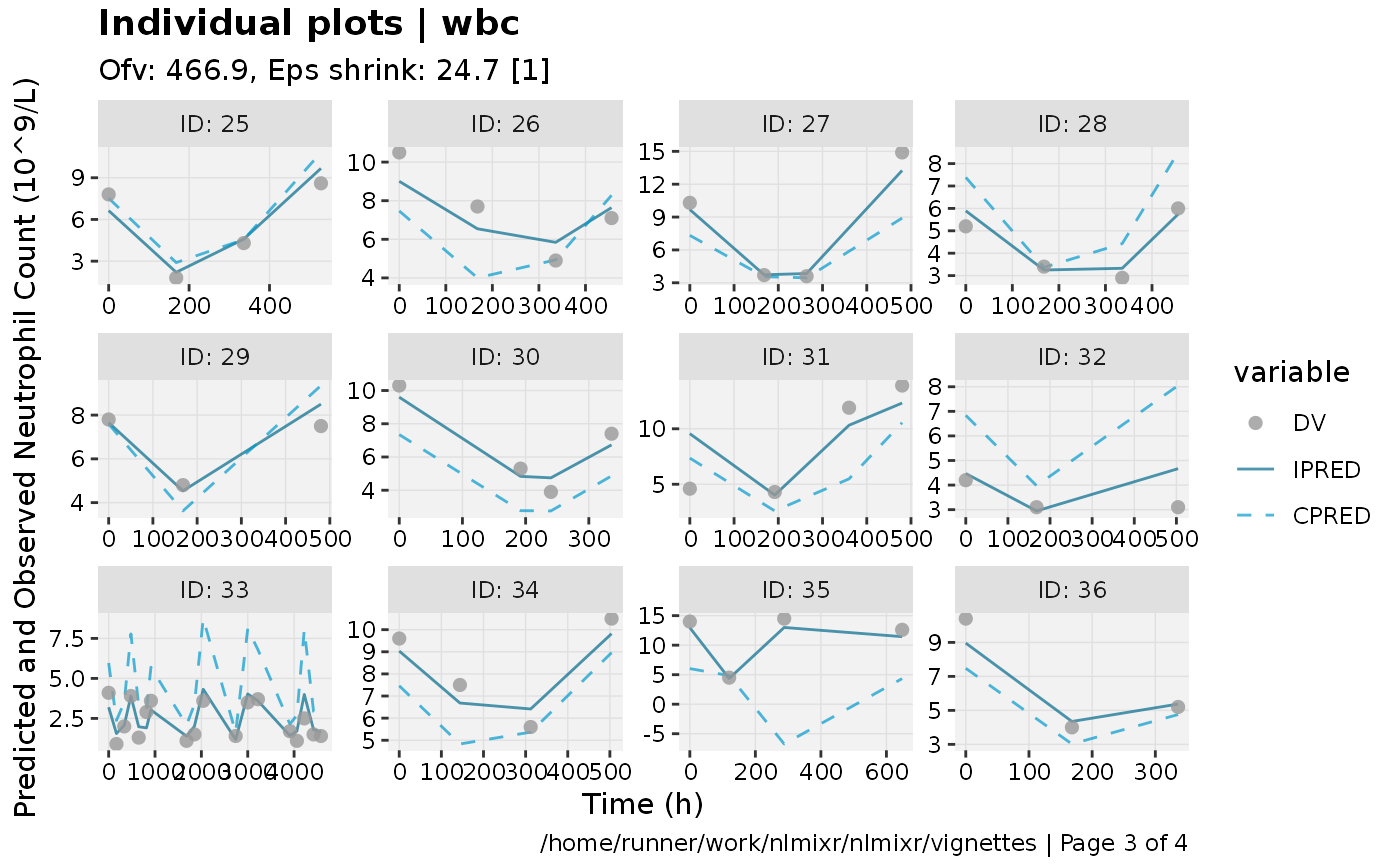 Individual plots | wbc
Ofv: 466.9, Eps shrink: 24.7 [1]
Predicted and Observed Neutrophil Count (10^9/L)
ID: 25
ID: 26
ID: 27
ID: 28
9
6
3
0 200 400
10
8
6
4
0 100 200 300 400
15
12
9
6
3
0 100 200 300 400 500
8
7
6
5
4
3
0 100 200 300 400
ID: 29
ID: 30
ID: 31
ID: 32
8
6
4
0 100 200 300 400 500
10
8
6
4
0 100 200 300
10
5
0 100 200 300 400 500
8
7
6
5
4
3
0 100 200 300 400 500
ID: 33
ID: 34
ID: 35
ID: 36
7.5
5.0
2.5
0 1000 2000 3000 4000
10
9
8
7
6
5
0 100 200 300 400 500
15
10
5
0
-5
0 200 400 600
9
7
5
3
0 100 200 300
variable
DV
IPRED
CPRED
Time (h)
/home/runner/work/nlmixr/nlmixr/vignettes | Page 3 of 4